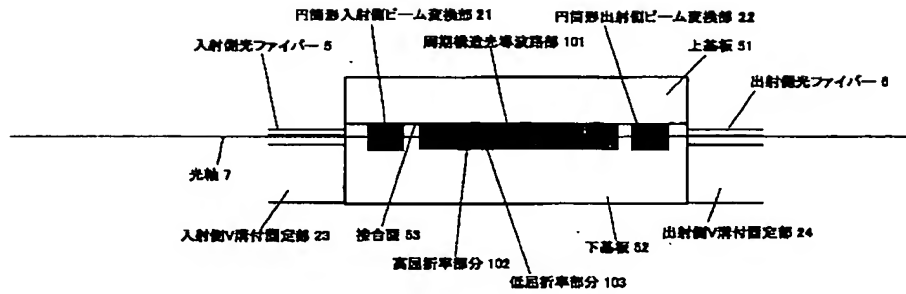 円筒形入射側ビーム変換部 21
円筒形出射側ビーム変換部 22
入射側光ファイバー 5
周期構造光導波路部 101
上基板 51
出射側光ファイバー 6
光軸 7
入射側V溝付固定部 23
接合面 53
下基板 52
出射側V溝付固定部 24
高屈折率部分 102
低屈折率部分 103